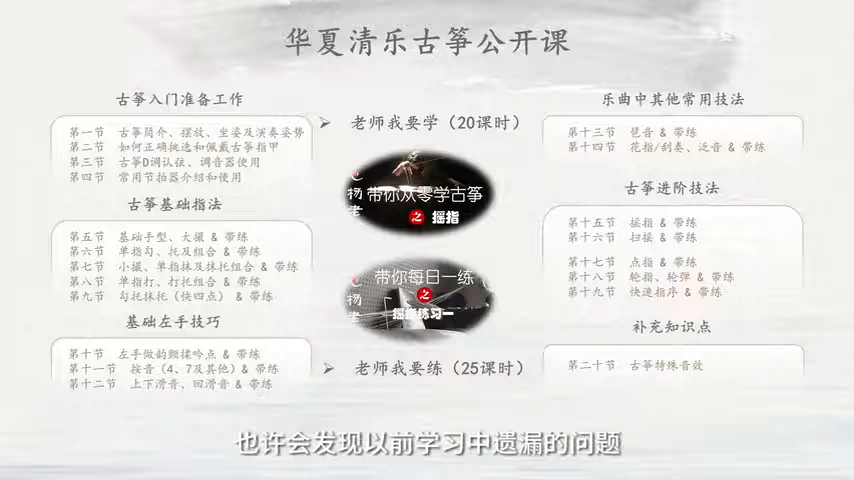 华夏清乐古筝公开课
古筝入门准备工作
第一节 古筝简介、摆放、坐姿及演奏姿势
第二节 如何正确挑选和佩戴古筝指甲
第三节 古筝D调认弦、调音器使用
第四节 常用节拍器介绍和使用
古筝基础指法
第五节 基础手型、大撮 & 带练
第六节 单指勾、托及组合 & 带练
第七节 小撮、单指抹及抹托组合 & 带练
第八节 单指打、打托组合 & 带练
第九节 勾托抹托（快四点） & 带练
基础左手技巧
第十节 左手做韵颤揉吟点 & 带练
第十一节 按音（4、7及其他）& 带练
第十二节 上下滑音、回滑音 & 带练
老师我要学（20课时）
杨老
带你从零学古筝
之 摇指
带你每日一练
之
杨老
摇指练习一
老师我要练（25课时）
乐曲中其他常用技法
第十三节 琶音 & 带练
第十四节 花指/刮奏、泛音 & 带练
古筝进阶技法
第十五节 摇指 & 带练
第十六节 扫摇 & 带练
第十七节 点指 & 带练
第十八节 轮指、轮弹 & 带练
第十九节 快速指序 & 带练
补充知识点
第二十节 古筝特殊音效
也许会发现以前学习中遗漏的问题